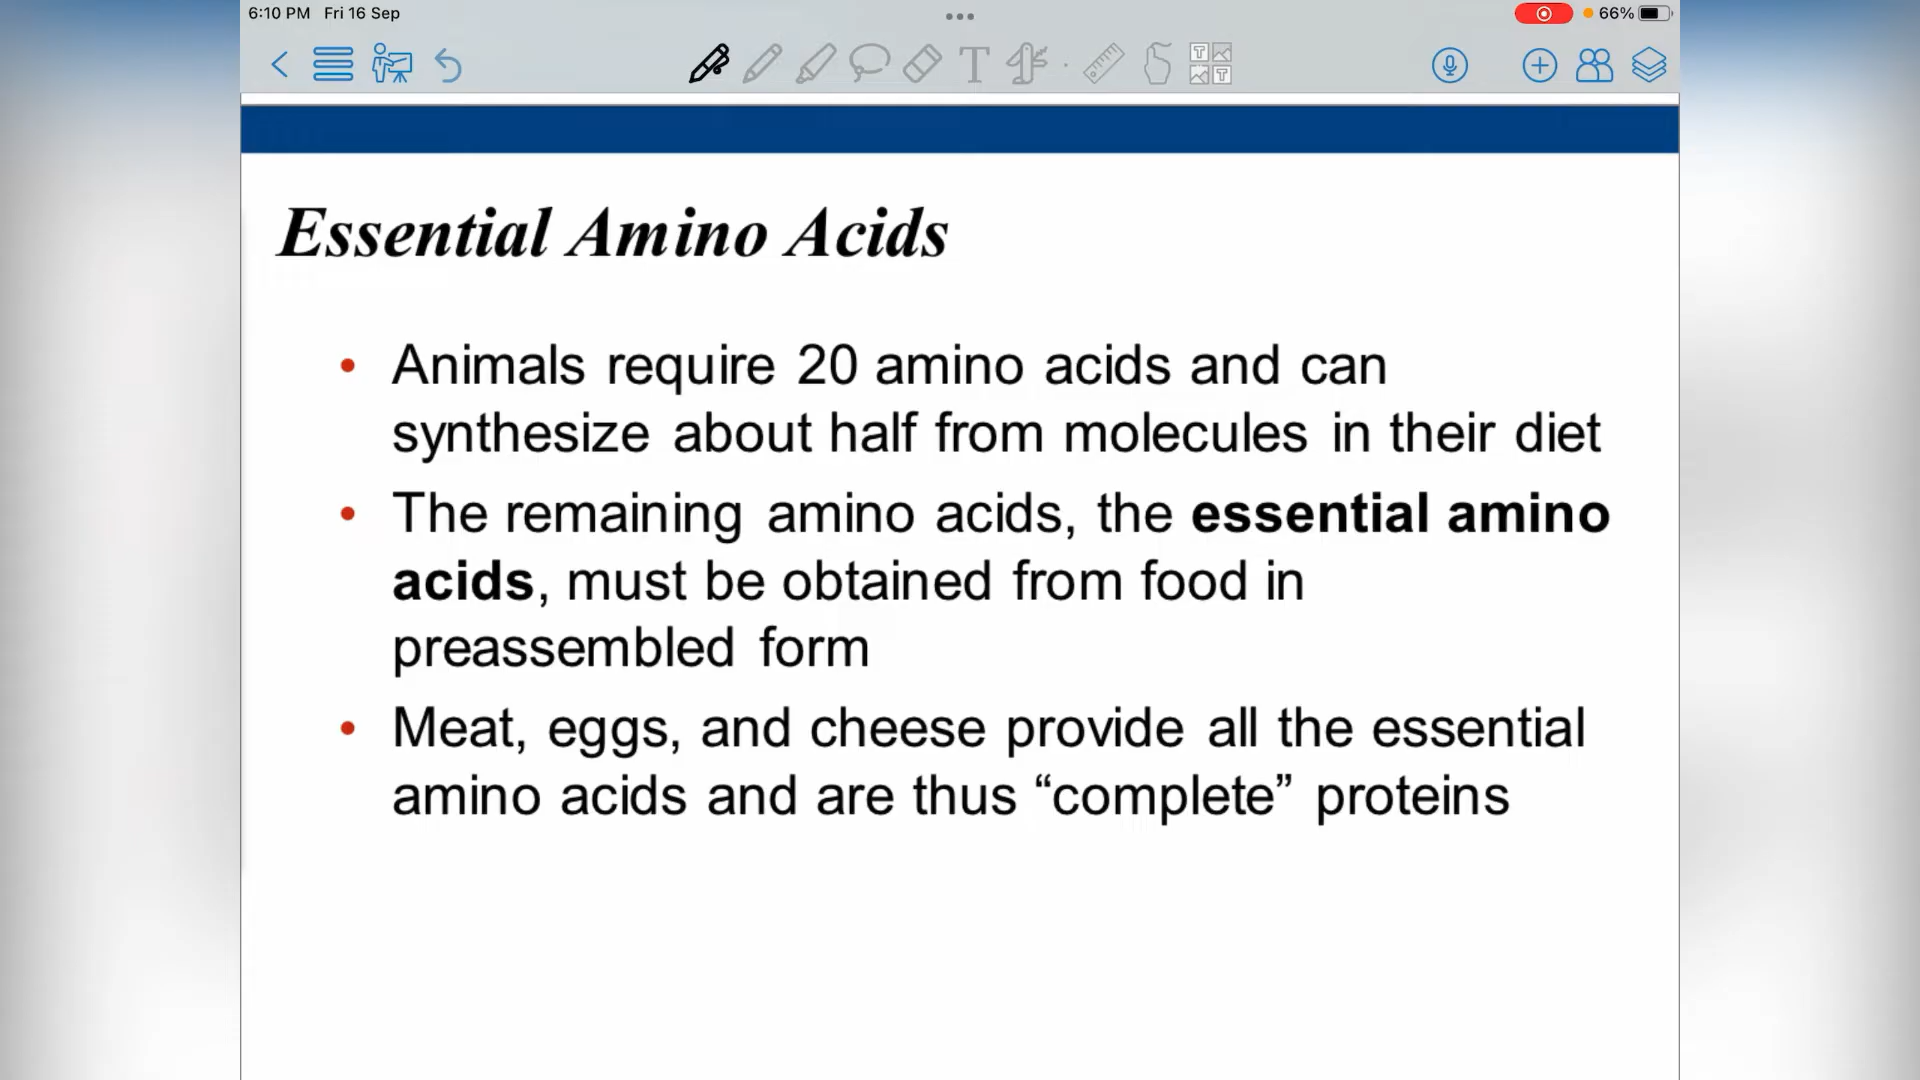 6:10 PM Fri 16 Sep
66%
Essential Amino Acids
• Animals require 20 amino acids and can
synthesize about half from molecules in their diet
• The remaining amino acids, the essential amino
acids, must be obtained from food in
preassembled form
• Meat, eggs, and cheese provide all the essential
amino acids and are thus “complete” proteins